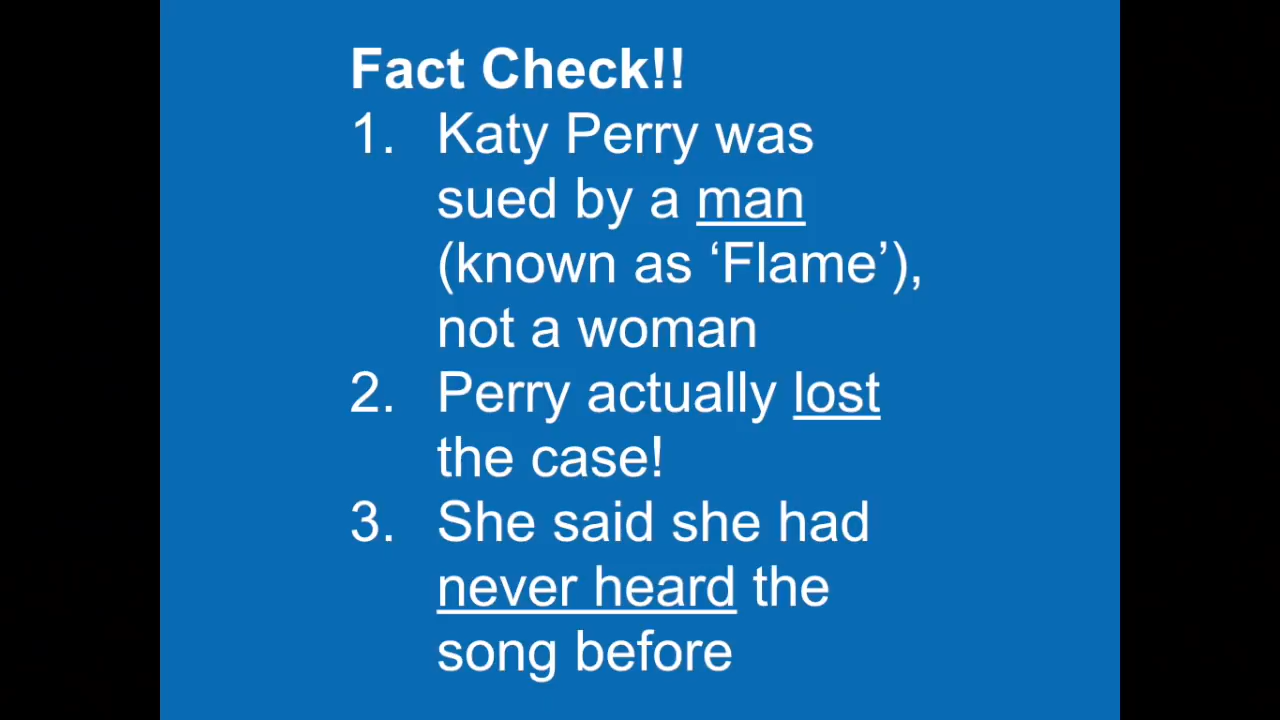 Fact Check!!
1. Katy Perry was
sued by a man
(known as ‘Flame’),
not a woman
2. Perry actually lost
the case!
3. She said she had
never heard the
song before